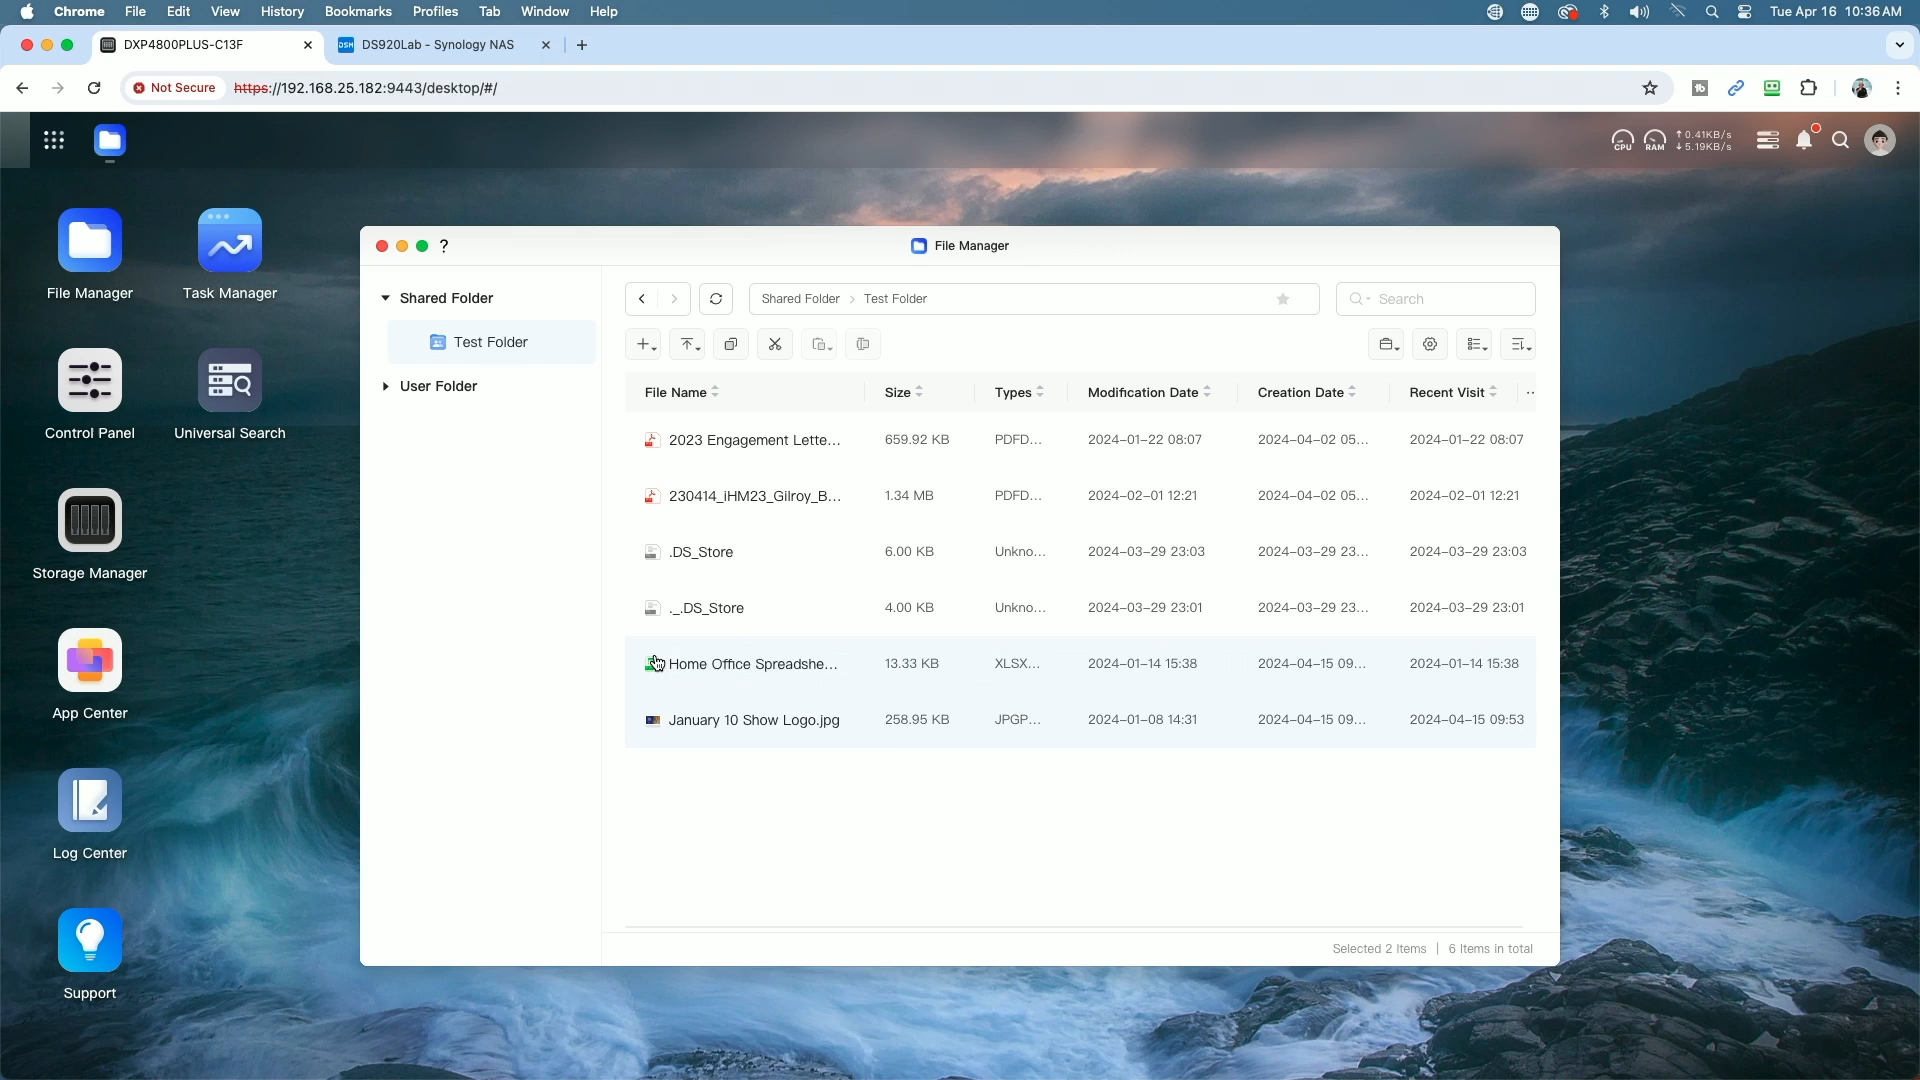 Chrome File Edit View History Bookmarks Profiles Tab Window Help Tue Apr 16 10:36 AM
DXP4800PLUS-C13F DSM DS920Lab - Synology NAS
Not Secure https://192.168.25.182:9443/desktop/#/
CPU RAM 0.41KB/s
5.19KB/s
File Manager
Task Manager
Control Panel
Universal Search
Storage Manager
App Center
Log Center
Support
? File Manager
Shared Folder
Test Folder
User Folder
Shared Folder > Test Folder
Search
File Name Size Types Modification Date Creation Date Recent Visit ..
2023 Engagement Lette... 659.92 KB PDFD... 2024-01-22 08:07 2024-04-02 05... 2024-01-22 08:07
230414_iHM23_Gilroy_B... 1.34 MB PDFD... 2024-02-01 12:21 2024-04-02 05... 2024-02-01 12:21
.DS_Store 6.00 KB Unkno... 2024-03-29 23:03 2024-03-29 23... 2024-03-29 23:03
._.DS_Store 4.00 KB Unkno... 2024-03-29 23:01 2024-03-29 23... 2024-03-29 23:01
Home Office Spreadshe... 13.33 KB XLSX... 2024-01-14 15:38 2024-04-15 09... 2024-01-14 15:38
January 10 Show Logo.jpg 258.95 KB JPGP... 2024-01-08 14:31 2024-04-15 09... 2024-04-15 09:53
Selected 2 Items | 6 Items in total